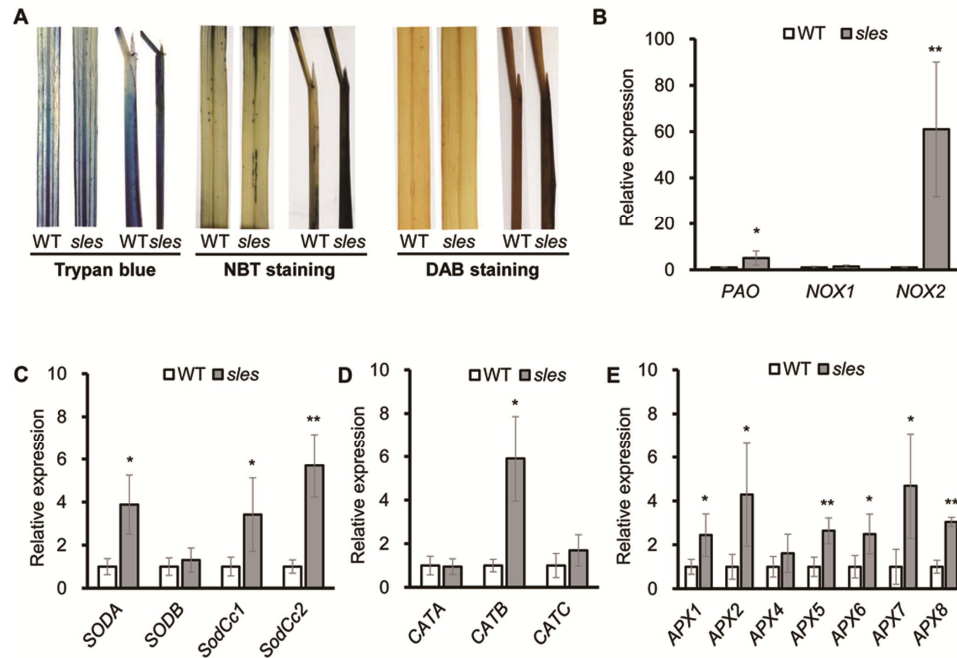 A
WT sles WT sles
Trypan blue
WT sles WT sles
NBT staining
WT sles WT sles
DAB staining
B
WT sles
Relative expression
100
80
60
40
20
0
* **
PAO NOX1 NOX2
C
WT sles
Relative expression
10
8
6
4
2
0
* * **
SODA SODB SodCc1 SodCc2
D
WT sles
Relative expression
10
8
6
4
2
0
*
CATA CATB CATC
E
WT sles
Relative expression
10
8
6
4
2
0
* * ** * * **
APX1 APX2 APX4 APX5 APX6 APX7 APX8